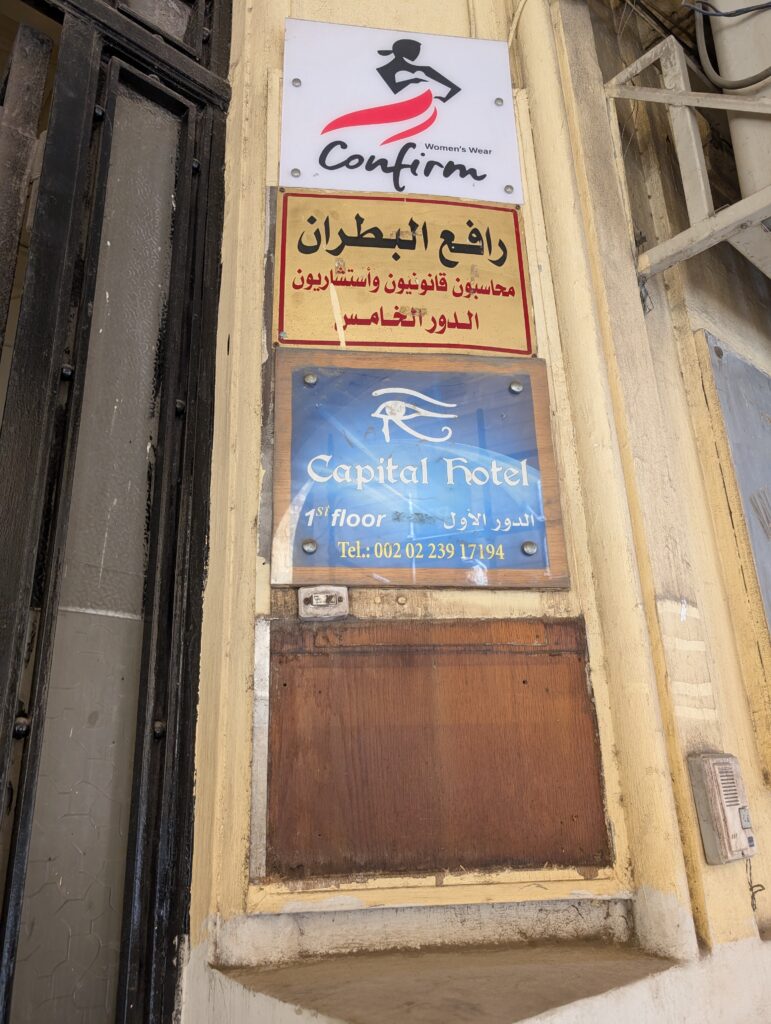 Women's Wear
Confirm
رافع البطران
محاسبون قانونيون وأستشاريون
الدور الخامس
Capital Hotel
1st floor الدور الأول
Tel.: 002 02 239 17194